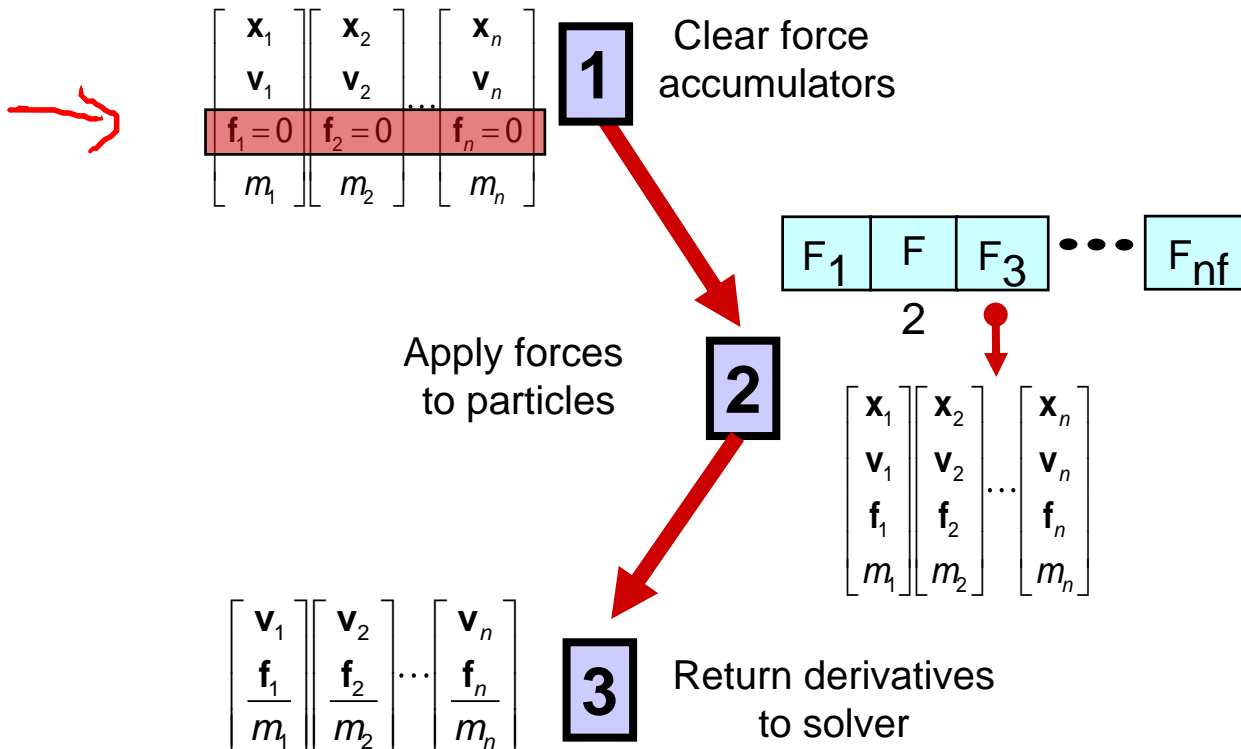 x₁ x₂ xₙ
v₁ v₂ … vₙ
f₁ = 0 f₂ = 0 fₙ = 0
m₁ m₂ mₙ
1
Clear force
accumulators
F₁ F F₃ ••• Fnf
2
Apply forces
to particles
2
x₁ x₂ xₙ
v₁ v₂ vₙ
…
f₁ f₂ fₙ
m₁ m₂ mₙ
v₁ v₂ vₙ
…
f₁ f₂ fₙ
m₁ m₂ mₙ
3
Return derivatives
to solver